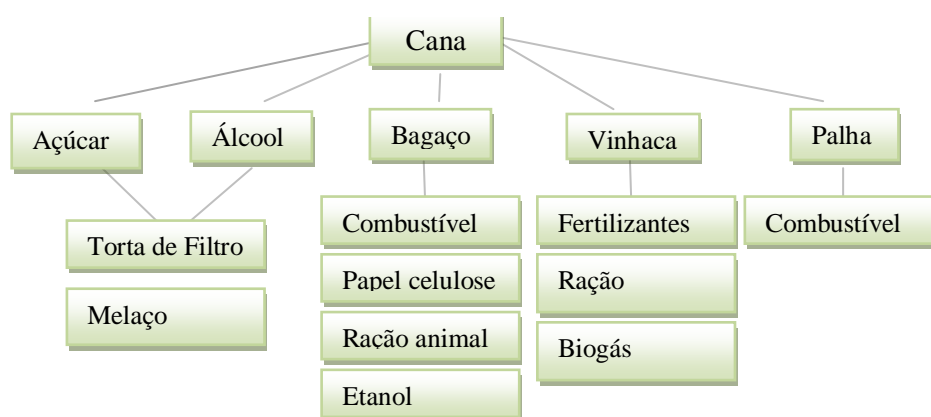 Cana
Açúcar
Álcool
Bagaço
Vinhaca
Palha
Torta de Filtro
Melaço
Combustível
Papel celulose
Ração animal
Etanol
Fertilizantes
Ração
Biogás
Combustível